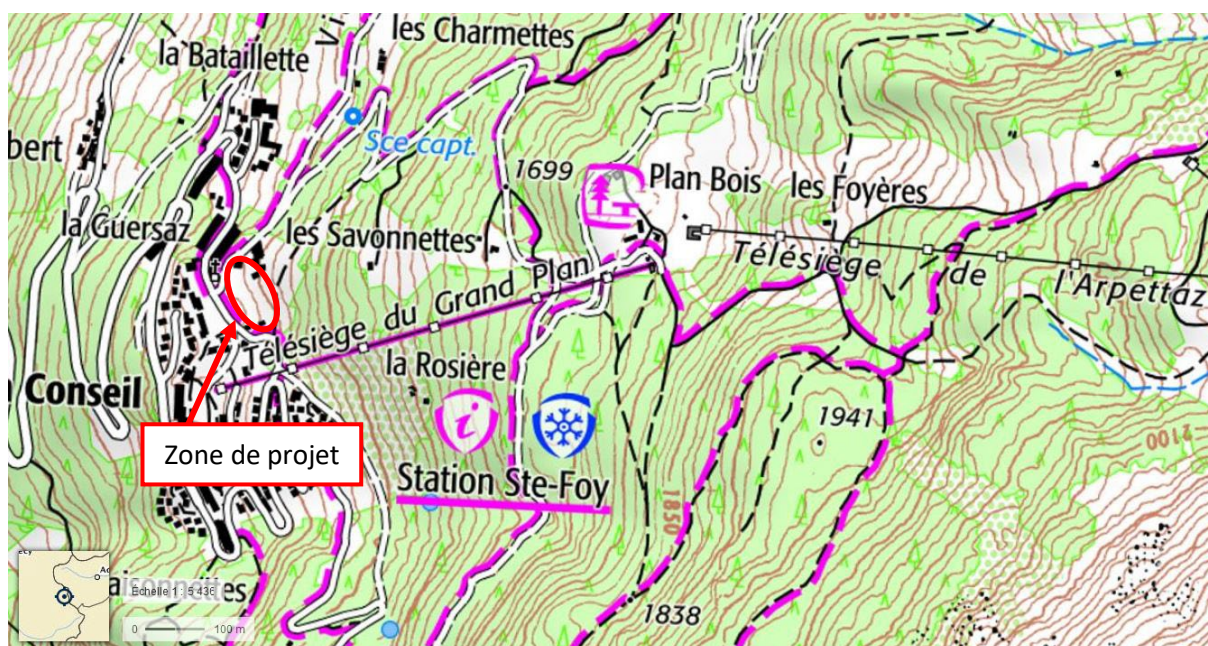 les Charmettes
la Bataillette
Sce capt.
bert
1699
Plan Bois
les Foyères
la Guersaz
les Savonnettes
Télésiège du Grand Plan
Télésiège de l'Arpettaz
la Rosière
Conseil
1941
2100
Zone de projet
i
Station Ste-Foy
1850
aisonnettes
Échelle 1 : 5 436
0 100 m
1838